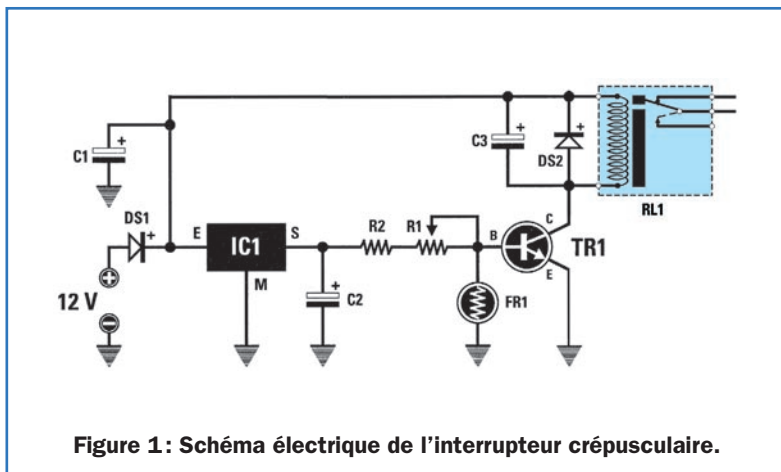 C1
+
C3
+
DS2
+
RL1
DS1
+
E
IC1
S
M
R2
R1
B
C
TR1
E
12 V
+
C2
FR1
Figure 1: Schéma électrique de l'interrupteur crépusculaire.